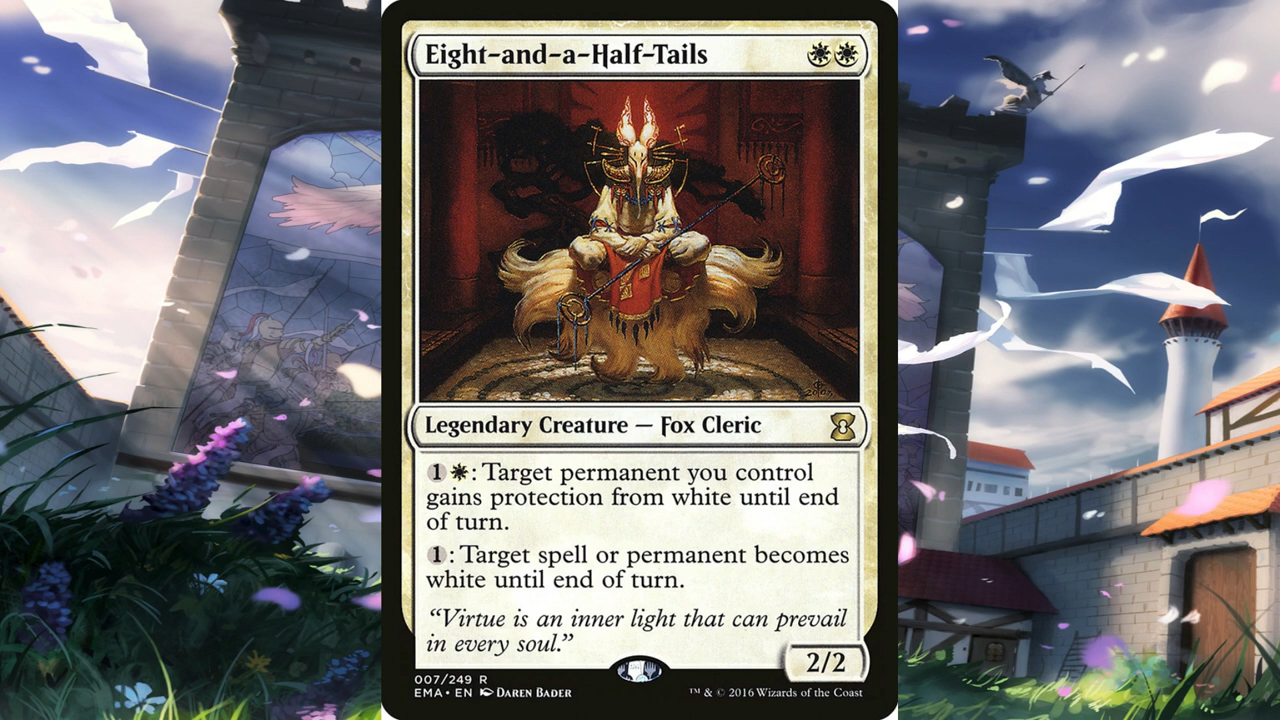 Eight-and-a-Half-Tails
Legendary Creature — Fox Cleric
1 : Target permanent you control
gains protection from white until end
of turn.
1 : Target spell or permanent becomes
white until end of turn.
“Virtue is an inner light that can prevail
in every soul.”
2/2
007/249 R
EMA • EN Daren Bader
™ & © 2016 Wizards of the Coast